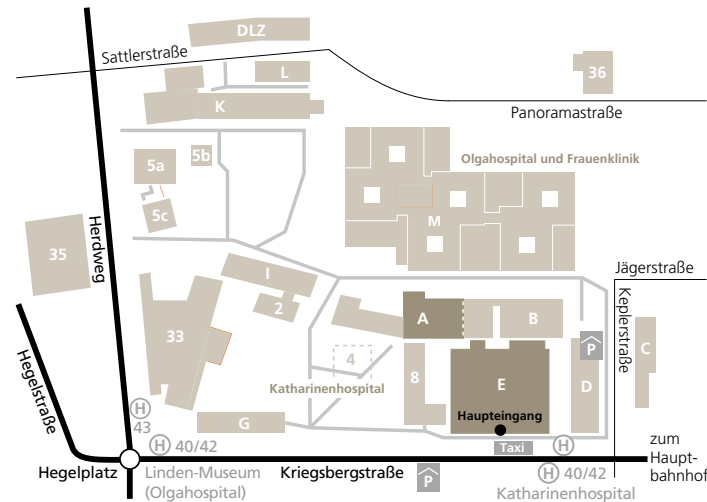 DLZ
Sattlerstraße
L
36
K
Panoramastraße
5b
5a
Olgahospital und Frauenklinik
5c
M
Herdweg
35
I
Jägerstraße
2
Keplerstraße
A
B
33
4
P
C
Hegelstraße
Katharinenhospital
8
E
D
Haupteingang
G
H
43
H 40/42
Taxi
H
zum
Haupt-
bahnhof
Hegelplatz
Linden-Museum
(Olgahospital)
Kriegsbergstraße
P
H 40/42
Katharinenhospital